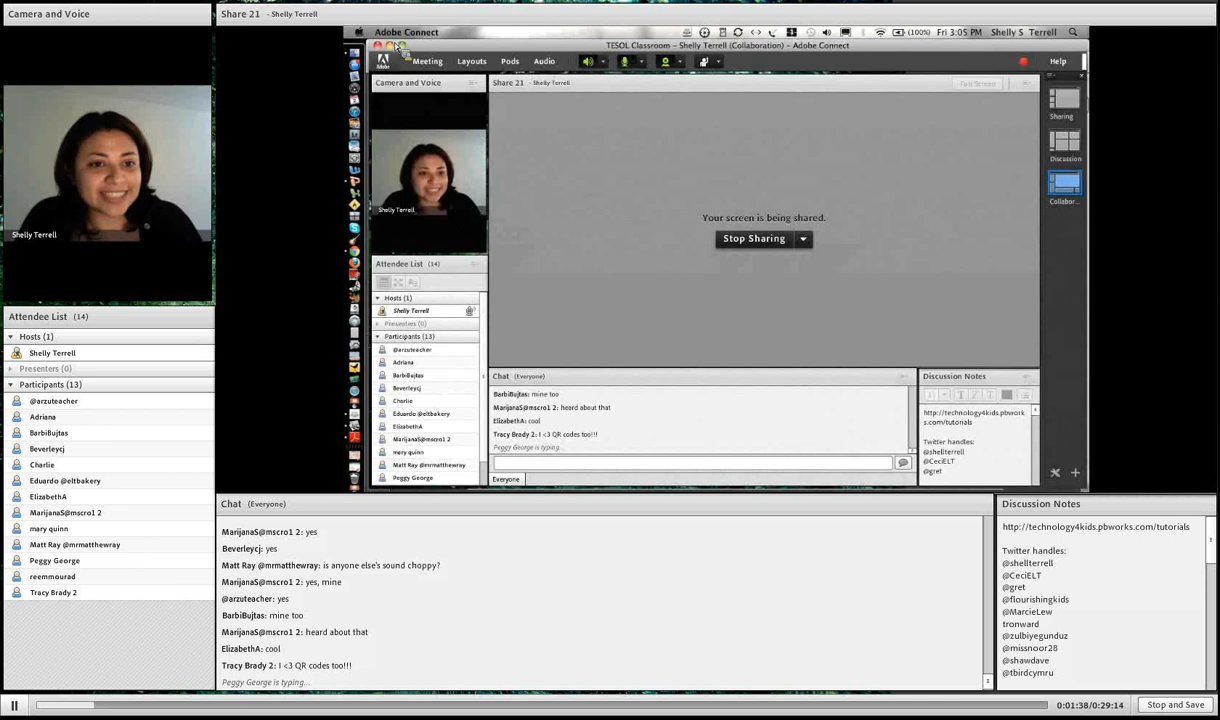 Camera and Voice
Share 21 - Shelly Terrell
Shelly Terrell
Attendee List (14)
Hosts (1)
Shelly Terrell
Presenters (0)
Participants (13)
@arzuteacher
Adriana
BarbiBujtas
Beverleycj
Charlie
Eduardo @eltbakery
ElizabethA
MarijanaS@mscro1 2
mary quinn
Matt Ray @mrmatthewray
Peggy George
reemmourad
Tracy Brady 2
Adobe Connect
(100%) Fri 3:05 PM Shelly S Terrell
TESOL Classroom – Shelly Terrell (Collaboration) – Adobe Connect
Adobe
Meeting Layouts Pods Audio Help
Camera and Voice
Share 21 - Shelly Terrell
Full Screen
Shelly Terrell
Your screen is being shared.
Stop Sharing
Sharing
Discussion
Collabor...
Attendee List (14)
Hosts (1)
Shelly Terrell
Presenters (0)
Participants (13)
@arzuteacher
Adriana
BarbiBujtas
Beverleycj
Charlie
Eduardo @eltbakery
ElizabethA
MarijanaS@mscro1 2
mary quinn
Matt Ray @mrmatthewray
Peggy George
Chat (Everyone)
BarbiBujtas: mine too
MarijanaS@mscro1 2: heard about that
ElizabethA: cool
Tracy Brady 2: I <3 QR codes too!!!
Peggy George is typing...
Everyone
Discussion Notes
http://technology4kids.pbwork
s.com/tutorials
Twitter handles:
@shellterrell
@CeciELT
@gret
Chat (Everyone)
MarijanaS@mscro1 2: yes
Beverleycj: yes
Matt Ray @mrmatthewray: is anyone else's sound choppy?
MarijanaS@mscro1 2: yes, mine
@arzuteacher: yes
BarbiBujtas: mine too
MarijanaS@mscro1 2: heard about that
ElizabethA: cool
Tracy Brady 2: I <3 QR codes too!!!
Peggy George is typing...
Discussion Notes
http://technology4kids.pbworks.com/tutorials
Twitter handles:
@shellterrell
@CeciELT
@gret
@flourishingkids
@MarcieLew
tronward
@zulbiyegunduz
@missnoor28
@shawdave
@tbirdcymru
0:01:38/0:29:14
Stop and Save